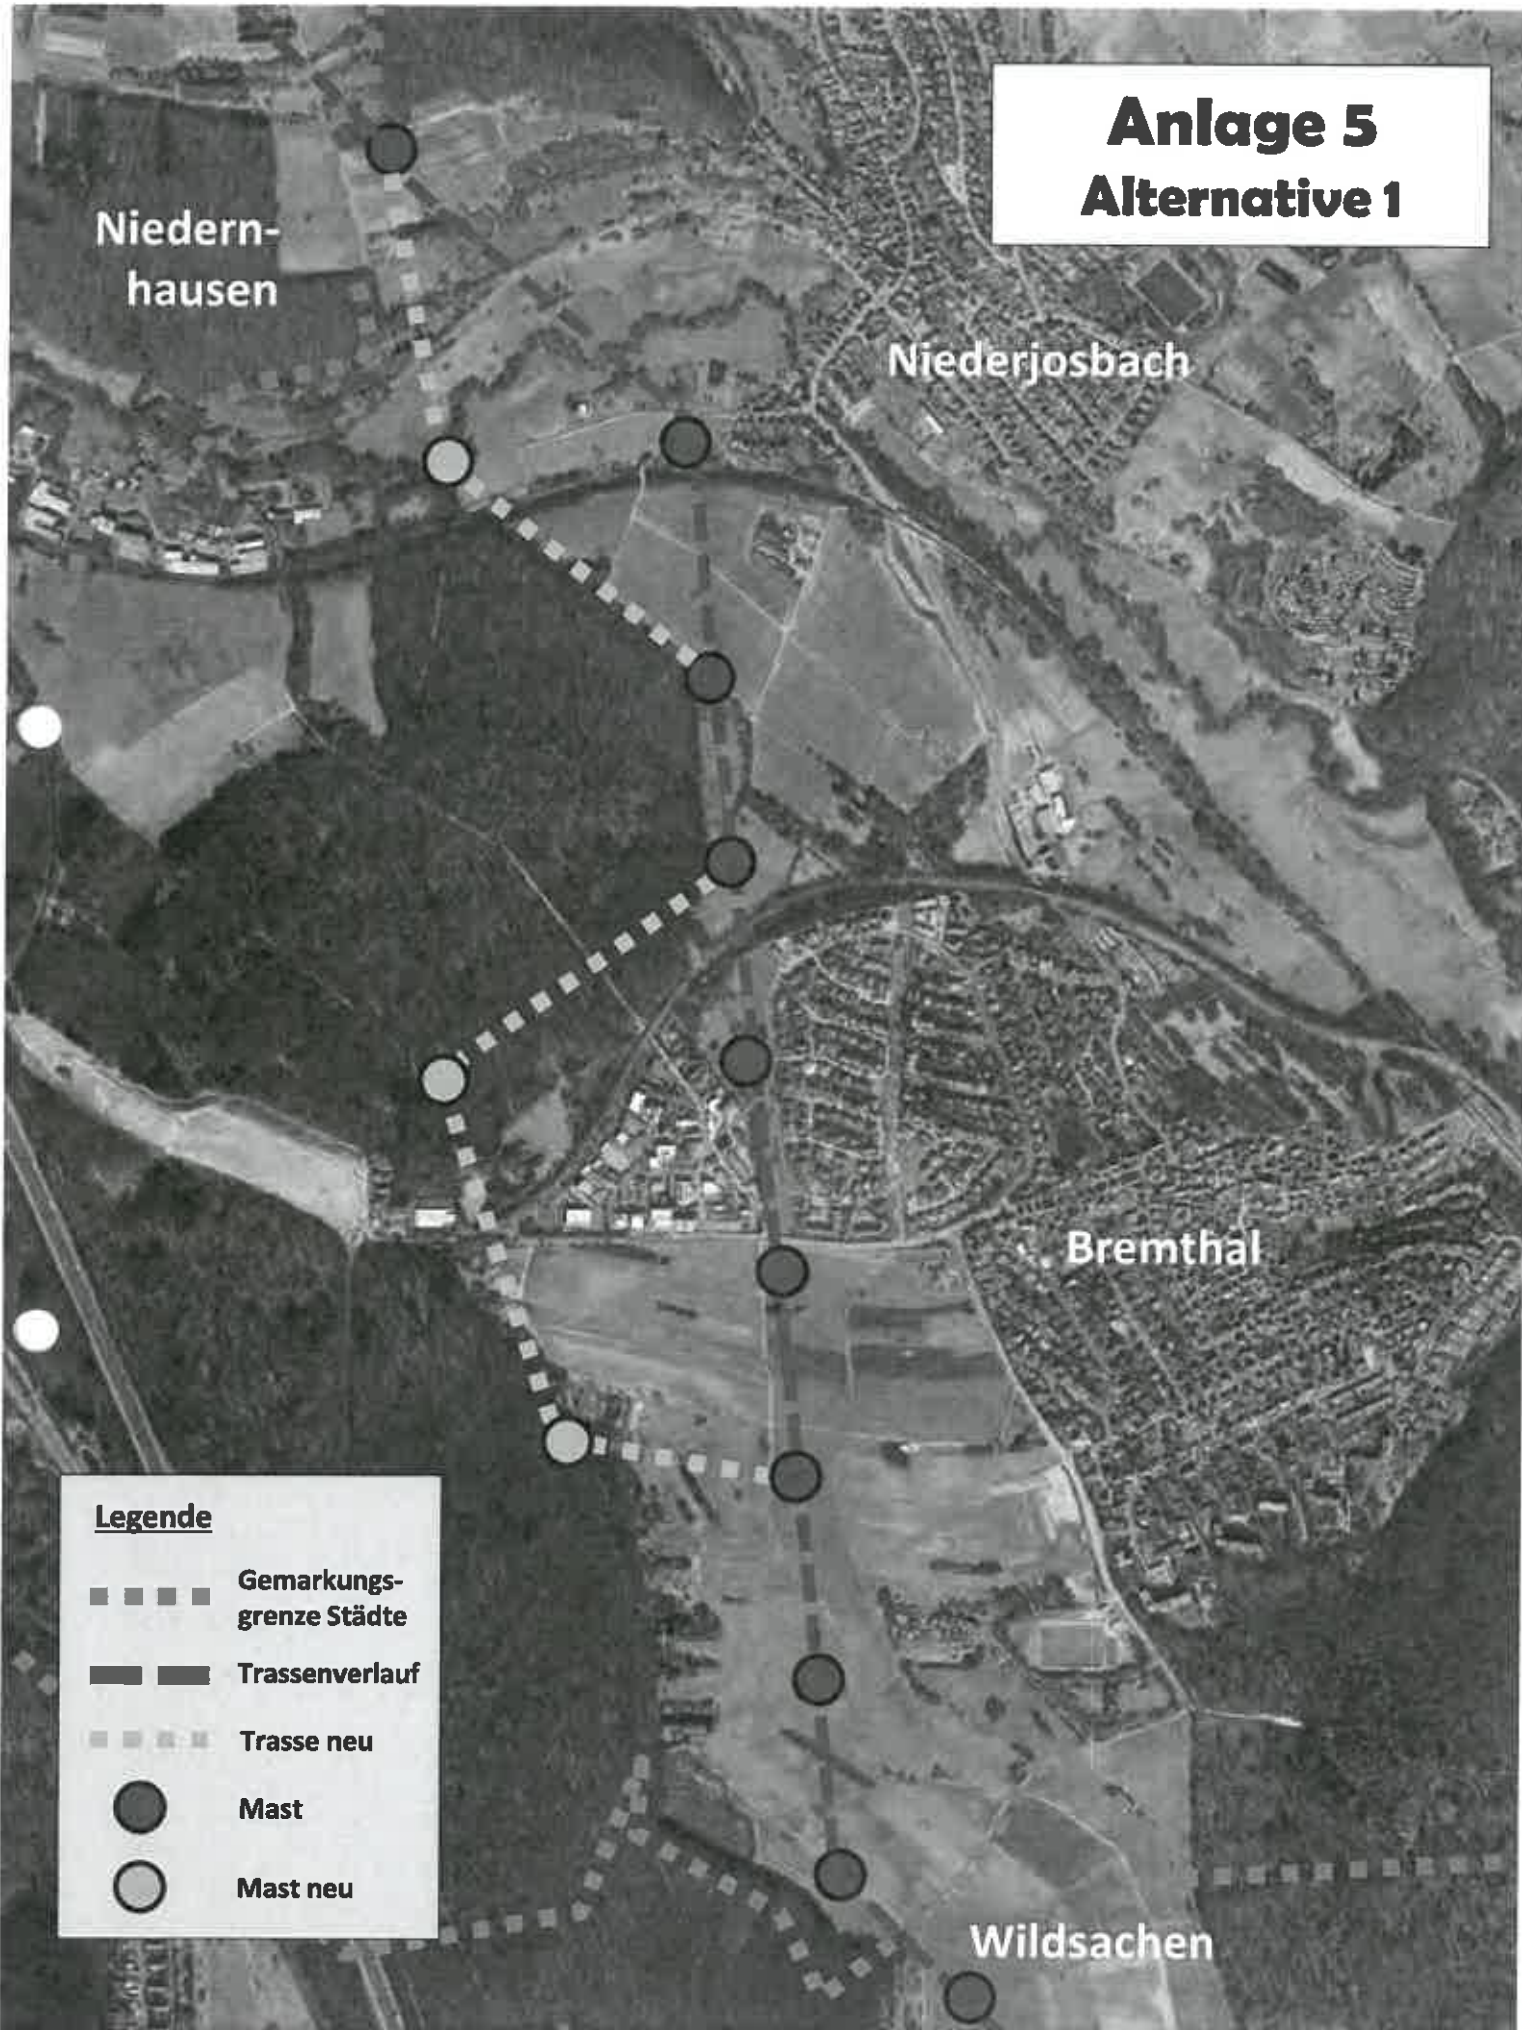 Anlage 5
Alternative 1
Niedern-
hausen
Niederjosbach
Bremthal
Legende
Gemarkungs-
grenze Städte
Trassenverlauf
Trasse neu
Mast
Mast neu
Wildsachen